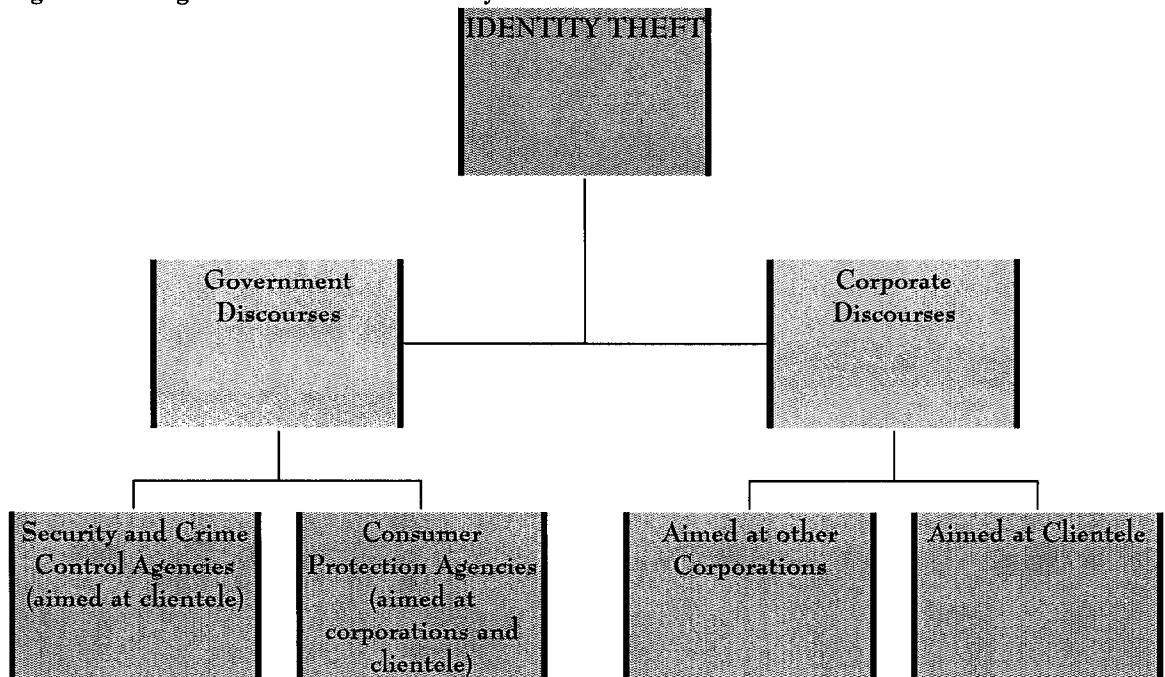 IDENTITY THEFT
Government
Discourses
Corporate
Discourses
Security and Crime
Control Agencies
(aimed at clientele)
Consumer
Protection Agencies
(aimed at
corporations and
clientele)
Aimed at other
Corporations
Aimed at Clientele